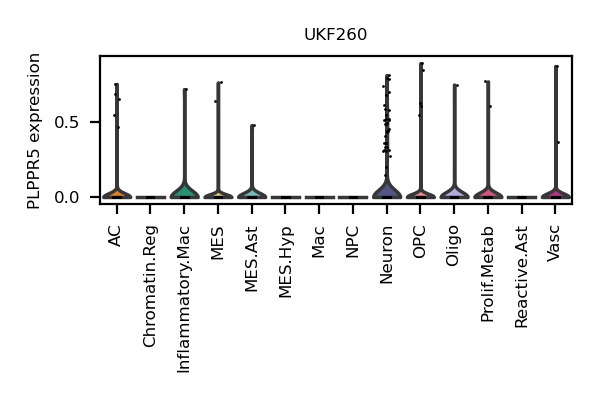 UKF260
PLPPR5 expression
0.5
0.0
AC
Chromatin.Reg
Inflammatory.Mac
MES
MES.Ast
MES.Hyp
Mac
NPC
Neuron
OPC
Oligo
Prolif.Metab
Reactive.Ast
Vasc